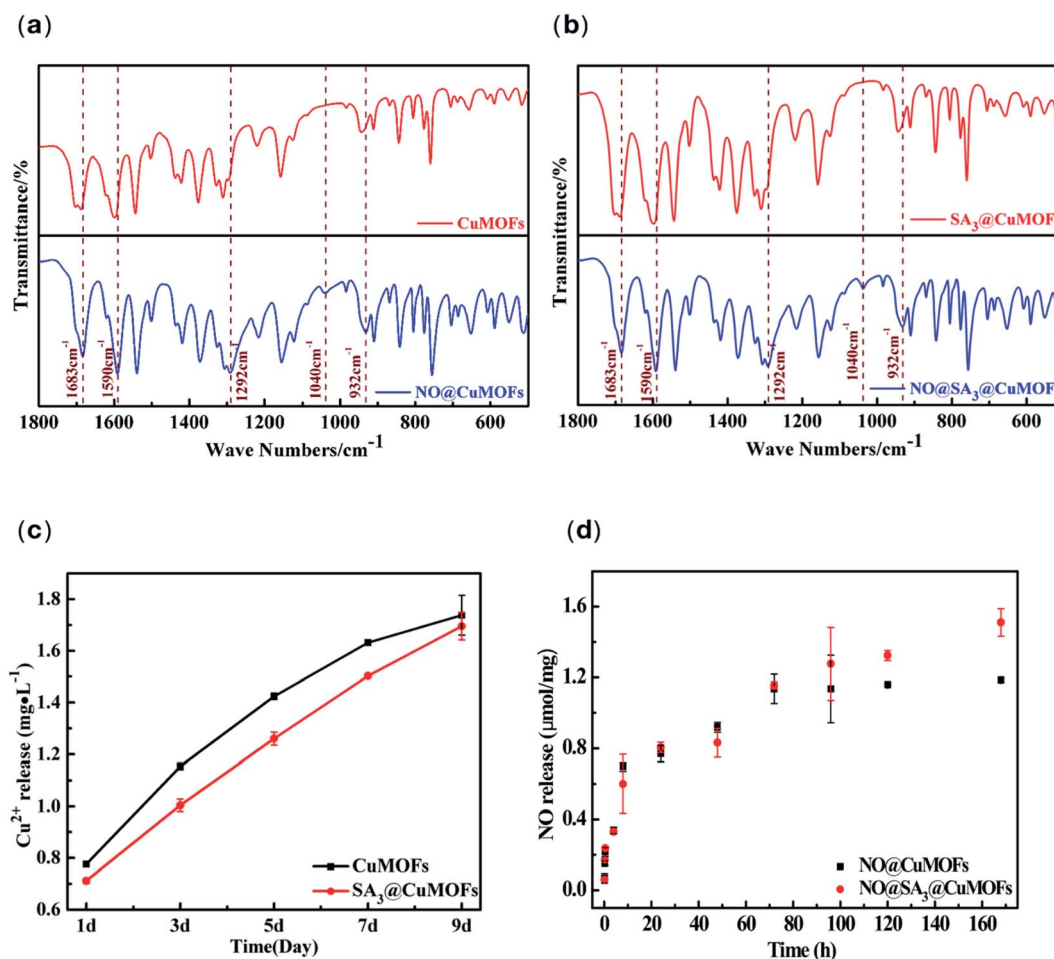 (a)
(b)
Transmittance/%
CuMOFs
NO@CuMOFs
1683cm⁻¹
1590cm⁻¹
1292cm⁻¹
1040cm⁻¹
932cm⁻¹
1800 1600 1400 1200 1000 800 600
Wave Numbers/cm⁻¹
Transmittance/%
SA₃@CuMOF
NO@SA₃@CuMOFs
1683cm⁻¹
1590cm⁻¹
1292cm⁻¹
1040cm⁻¹
932cm⁻¹
1800 1600 1400 1200 1000 800 600
Wave Numbers/cm⁻¹
(c)
Cu²⁺ release (mg•L⁻¹)
1.8
1.6
1.4
1.2
1.0
0.8
0.6
CuMOFs
SA₃@CuMOFs
1d 3d 5d 7d 9d
Time(Day)
(d)
NO release (μmol/mg)
1.6
1.2
0.8
0.4
0.0
NO@CuMOFs
NO@SA₃@CuMOFs
0 20 40 60 80 100 120 140 160
Time (h)